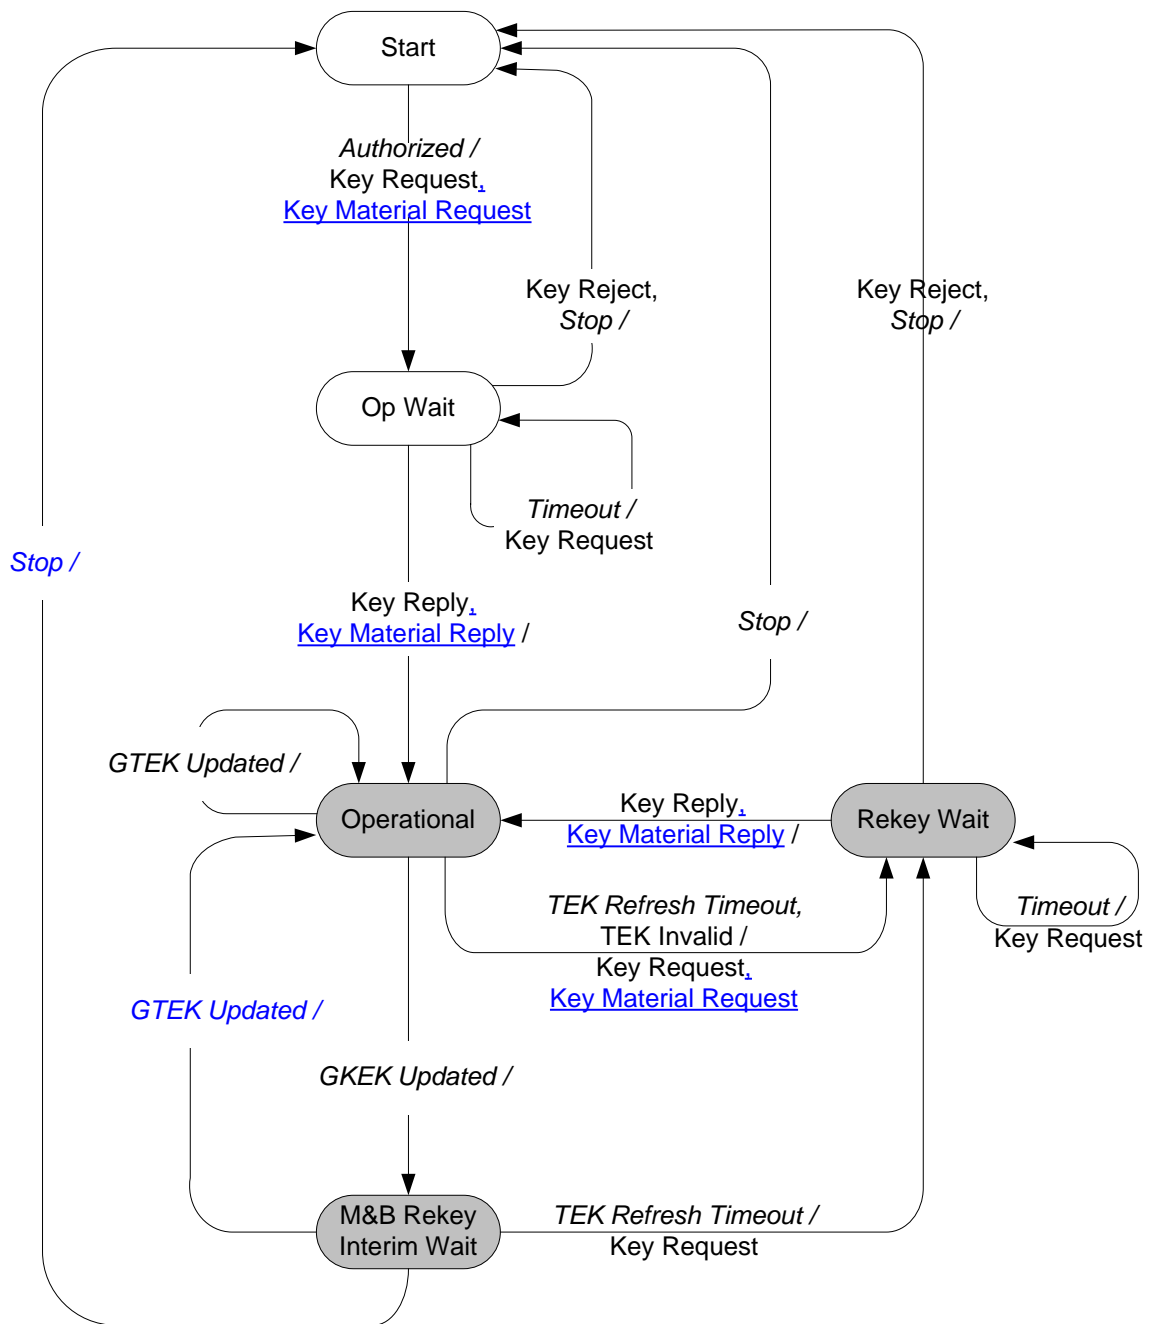 Start
Authorized /
Key Request,
Key Material Request
Key Reject,
Stop /
Key Reject,
Stop /
Op Wait
Timeout /
Key Request
Stop /
Key Reply,
Key Material Reply /
Stop /
GTEK Updated /
Operational
Key Reply,
Key Material Reply /
Rekey Wait
TEK Refresh Timeout,
TEK Invalid /
Key Request,
Key Material Request
Timeout /
Key Request
GTEK Updated /
GKEK Updated /
M&B Rekey
Interim Wait
TEK Refresh Timeout /
Key Request